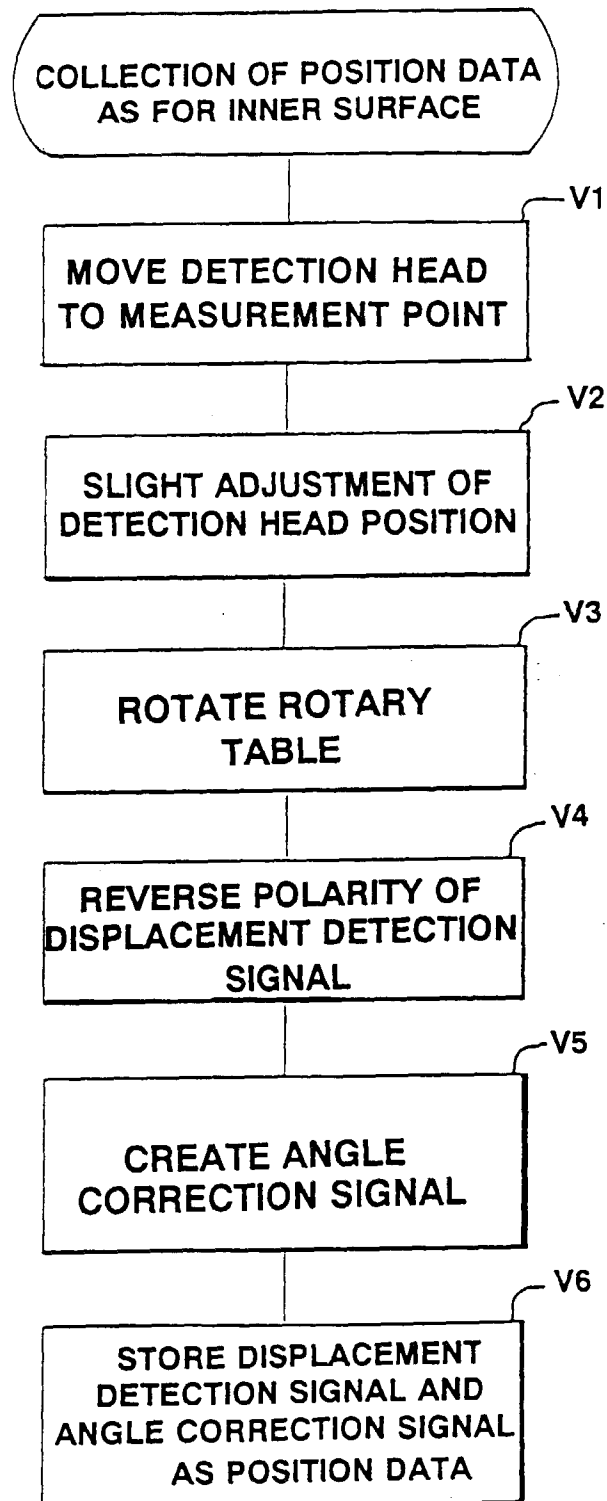 COLLECTION OF POSITION DATA
AS FOR INNER SURFACE
V1
MOVE DETECTION HEAD
TO MEASUREMENT POINT
V2
SLIGHT ADJUSTMENT OF
DETECTION HEAD POSITION
V3
ROTATE ROTARY
TABLE
V4
REVERSE POLARITY OF
DISPLACEMENT DETECTION
SIGNAL
V5
CREATE ANGLE
CORRECTION SIGNAL
V6
STORE DISPLACEMENT
DETECTION SIGNAL AND
ANGLE CORRECTION SIGNAL
AS POSITION DATA